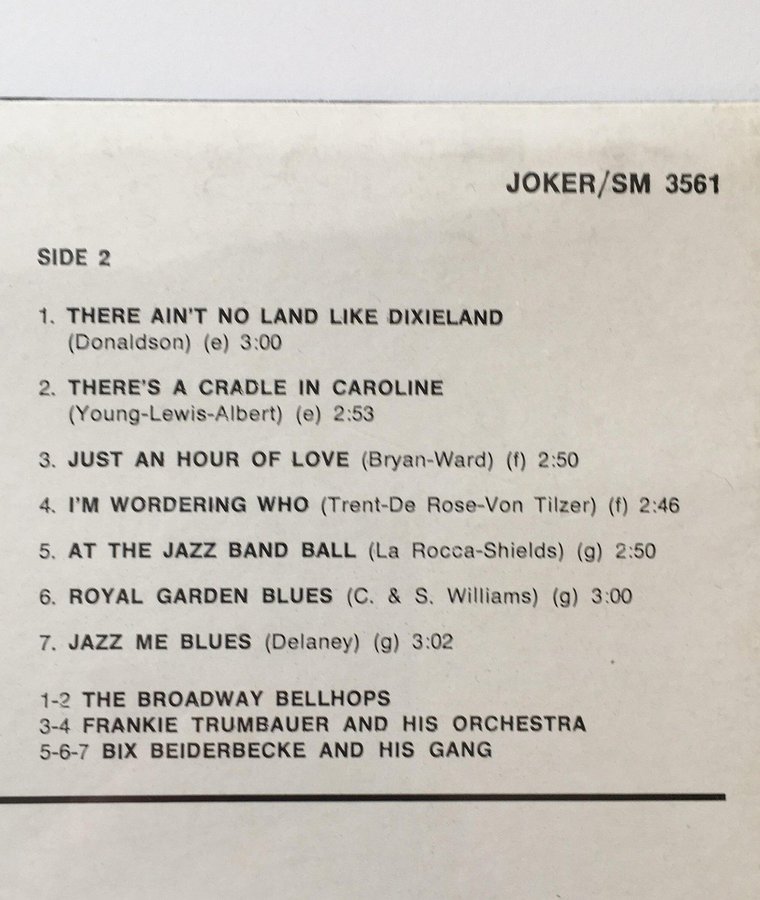 JOKER/SM 3561
SIDE 2
1. THERE AIN'T NO LAND LIKE DIXIELAND
(Donaldson) (e) 3:00
2. THERE'S A CRADLE IN CAROLINE
(Young-Lewis-Albert) (e) 2:53
3. JUST AN HOUR OF LOVE (Bryan-Ward) (f) 2:50
4. I'M WORDERING WHO (Trent-De Rose-Von Tilzer) (f) 2:46
5. AT THE JAZZ BAND BALL (La Rocca-Shields) (g) 2:50
6. ROYAL GARDEN BLUES (C. & S. Williams) (g) 3:00
7. JAZZ ME BLUES (Delaney) (g) 3:02
1-2 THE BROADWAY BELLHOPS
3-4 FRANKIE TRUMBAUER AND HIS ORCHESTRA
5-6-7 BIX BEIDERBECKE AND HIS GANG